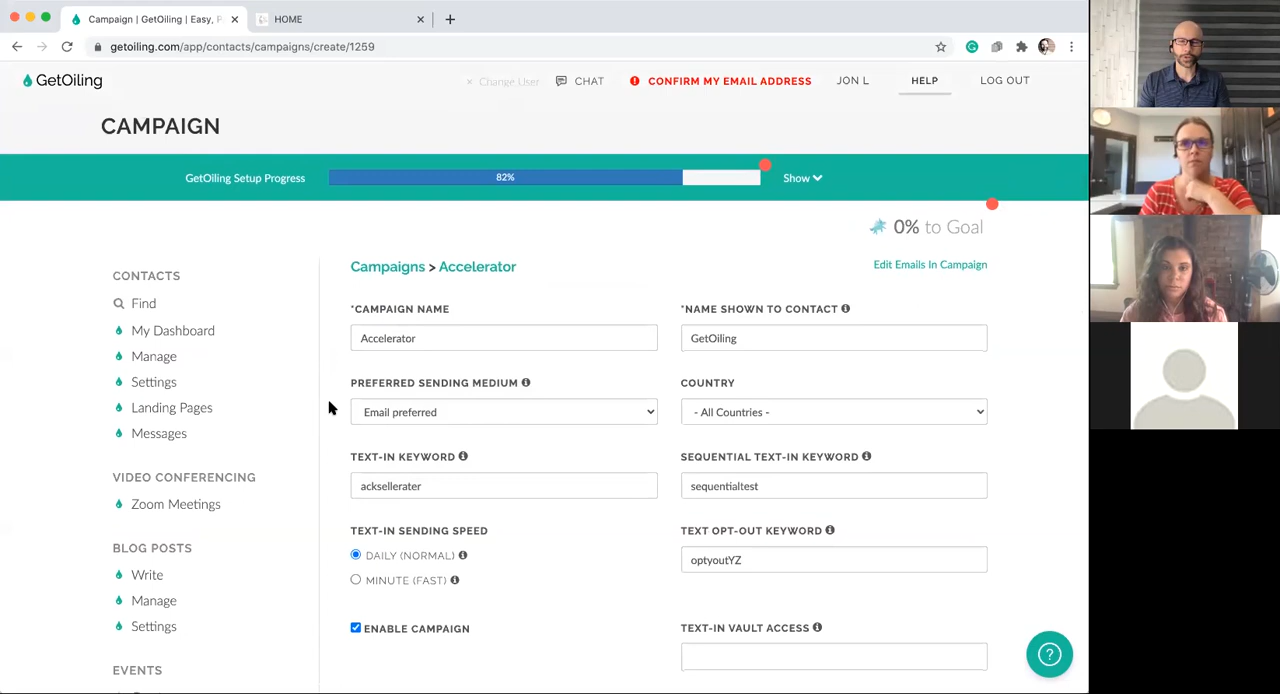 Campaign | GetOiling | Easy, P
HOME
getoiling.com/app/contacts/campaigns/create/1259
GetOiling
× Change User
CHAT
CONFIRM MY EMAIL ADDRESS
JON L
HELP
LOG OUT
CAMPAIGN
GetOiling Setup Progress
82%
Show
0% to Goal
CONTACTS
Find
My Dashboard
Manage
Settings
Landing Pages
Messages
VIDEO CONFERENCING
Zoom Meetings
BLOG POSTS
Write
Manage
Settings
EVENTS
Campaigns > Accelerator
Edit Emails In Campaign
*CAMPAIGN NAME
Accelerator
*NAME SHOWN TO CONTACT
GetOiling
PREFERRED SENDING MEDIUM
Email preferred
COUNTRY
- All Countries -
TEXT-IN KEYWORD
acksellerater
SEQUENTIAL TEXT-IN KEYWORD
sequentialtest
TEXT-IN SENDING SPEED
DAILY (NORMAL)
MINUTE (FAST)
TEXT OPT-OUT KEYWORD
optyoutYZ
ENABLE CAMPAIGN
TEXT-IN VAULT ACCESS